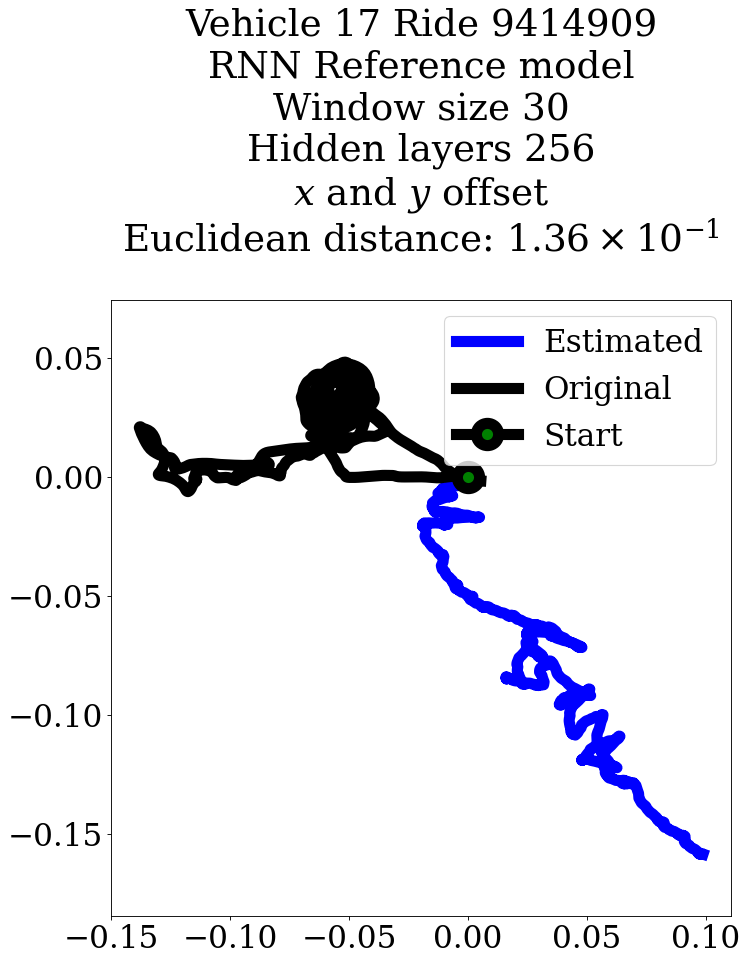 Vehicle 17 Ride 9414909
RNN Reference model
Window size 30
Hidden layers 256
x and y offset
Euclidean distance: 1.36 × 10⁻¹
Estimated
Original
Start
0.05
0.00
−0.05
−0.10
−0.15
−0.15 −0.10 −0.05 0.00 0.05 0.10